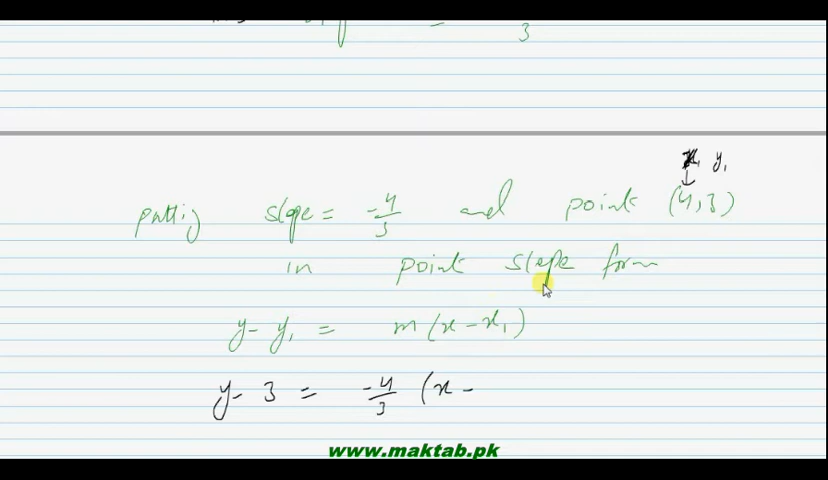 3
x₁ y₁
putting slope = -4/3 and point (4,3)
in point slope form
y - y₁ = m(x - x₁)
y - 3 = -4/3 (x -
www.maktab.pk